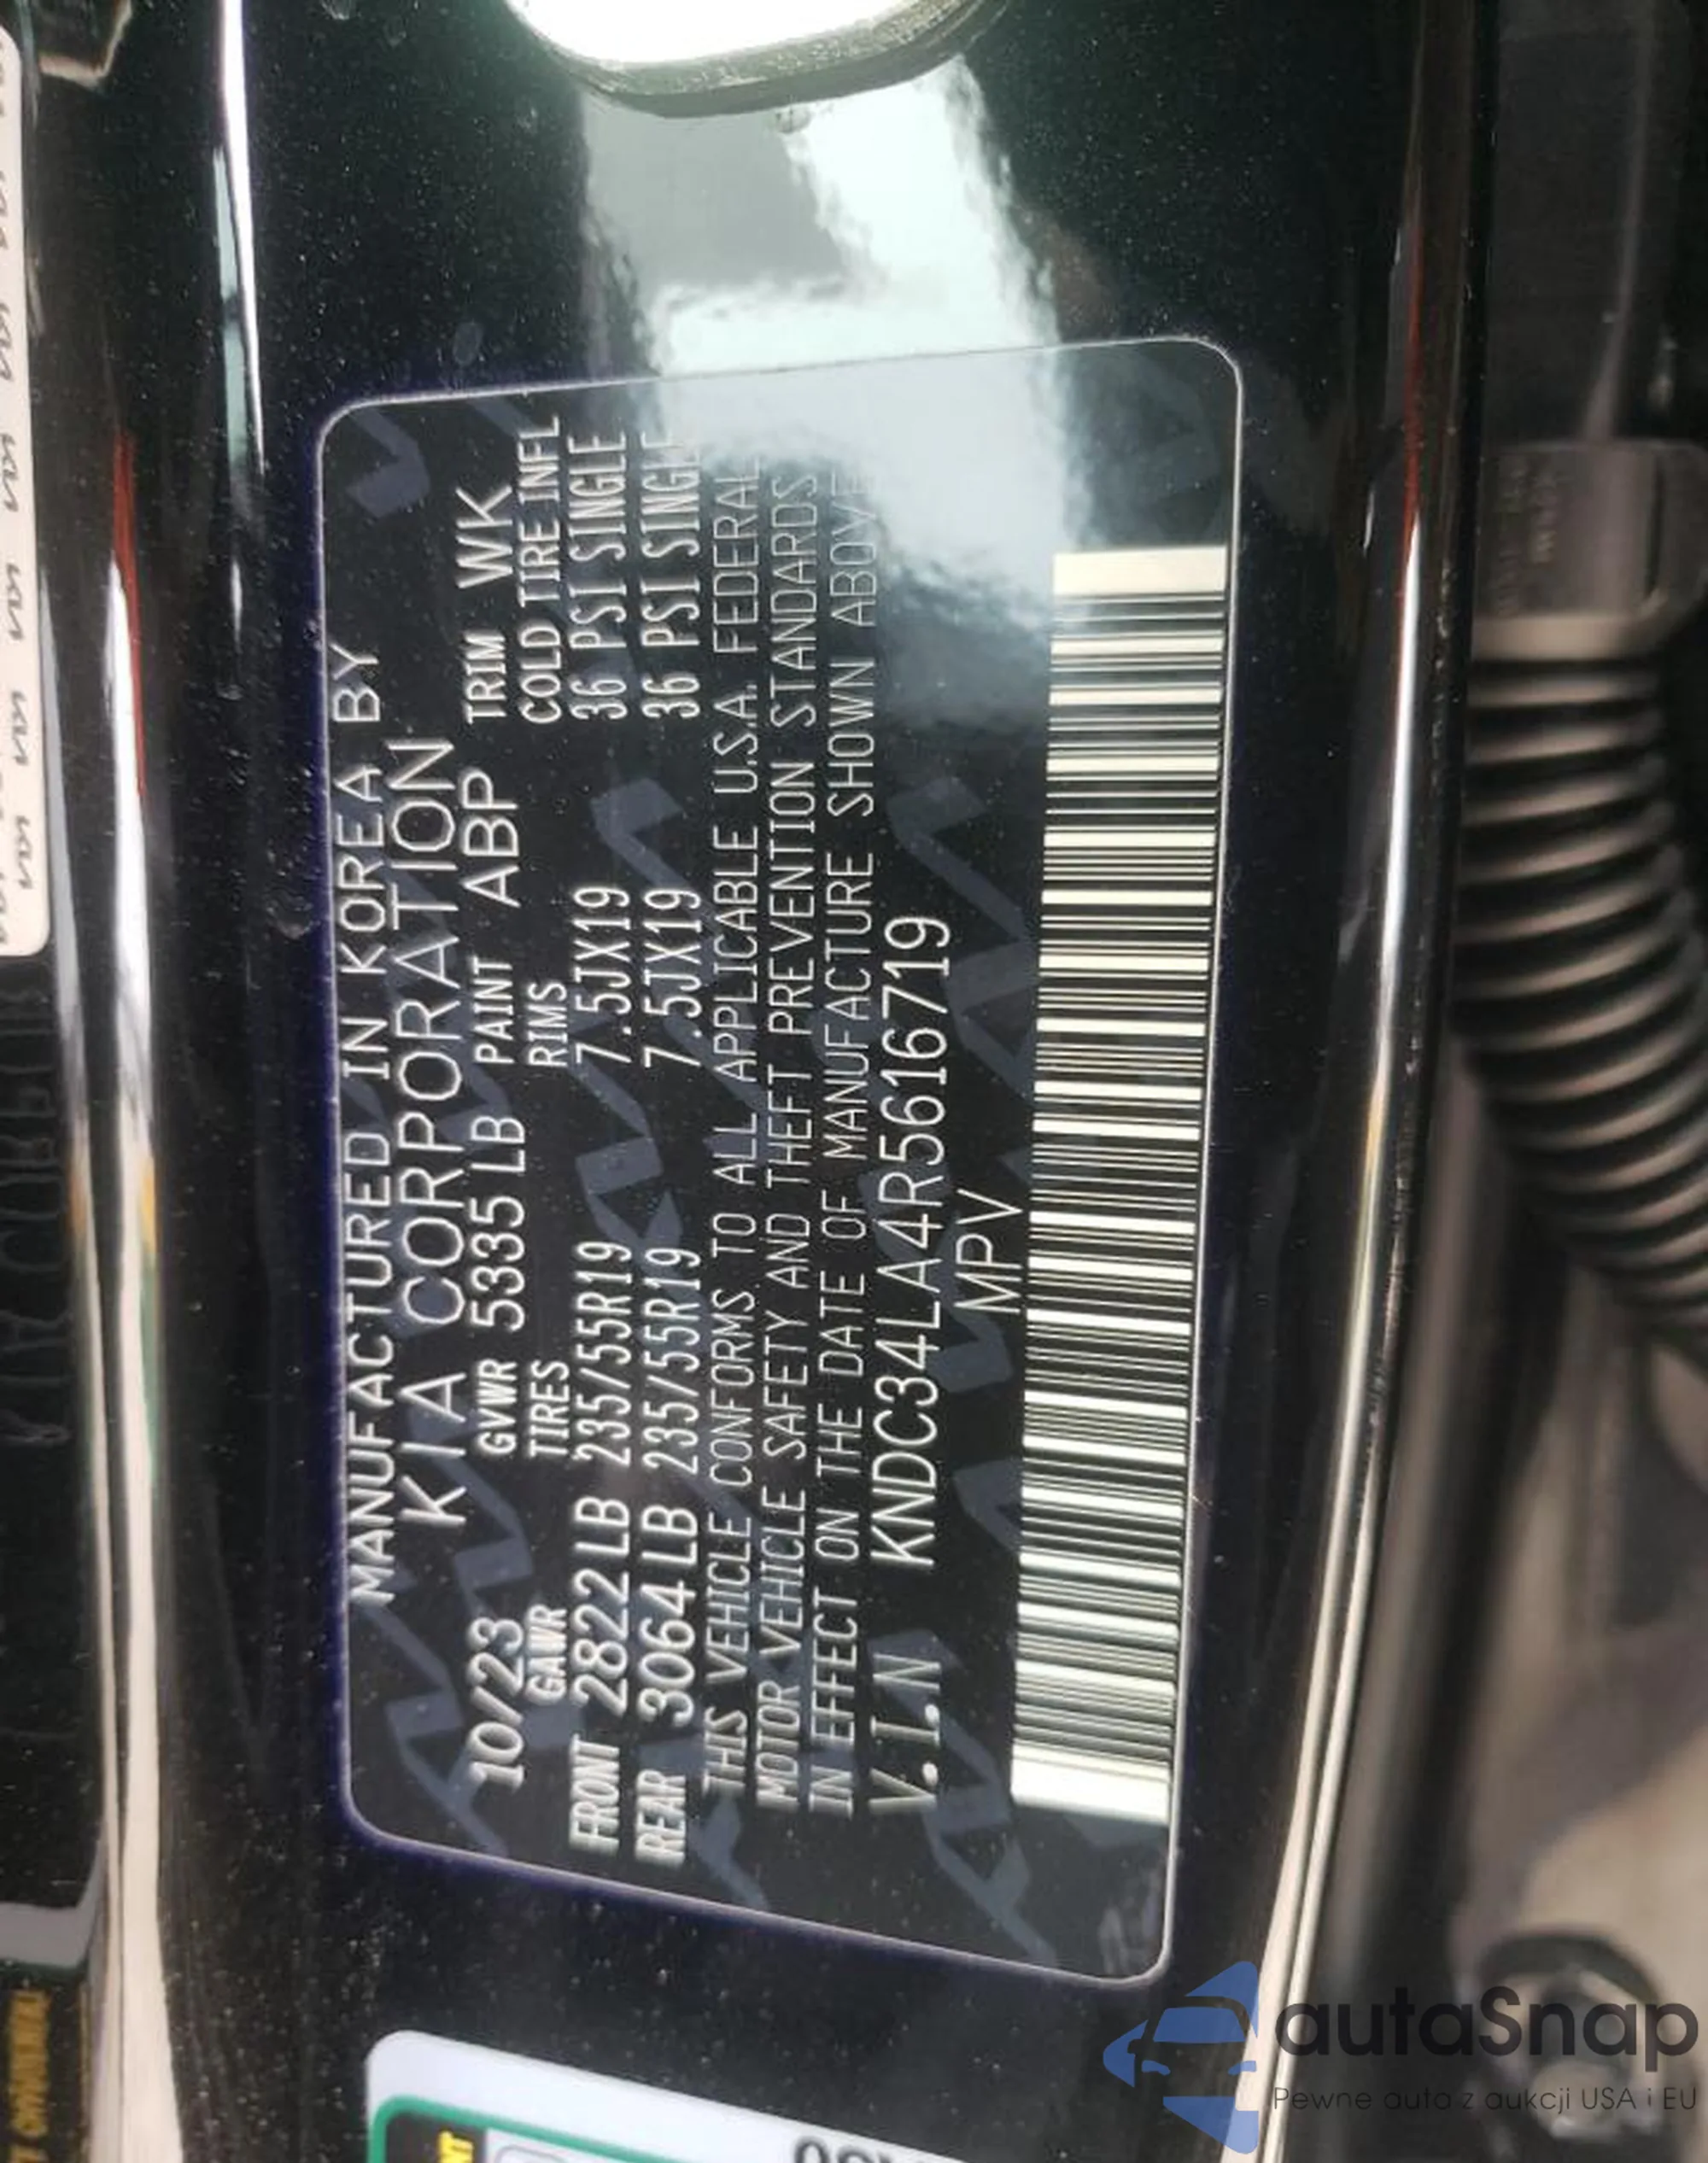 MANUFACTURED IN KOREA BY
KIA CORPORATION
10/23 GVWR 5335 LB PAINT ABP TRIM WK
GAWR TIRES RIMS COLD TIRE INFL
FRONT 2822 LB 235/55R19 7.5JX19 36 PSI SINGLE
REAR 3064 LB 235/55R19 7.5JX19 36 PSI SINGLE
THIS VEHICLE CONFORMS TO ALL APPLICABLE U.S.A. FEDERAL
MOTOR VEHICLE SAFETY AND THEFT PREVENTION STANDARDS
IN EFFECT ON THE DATE OF MANUFACTURE SHOWN ABOVE
V.I.N KNDC34LA4R5616719
MPV
autaSnap
Pewne auta z aukcji USA i EU